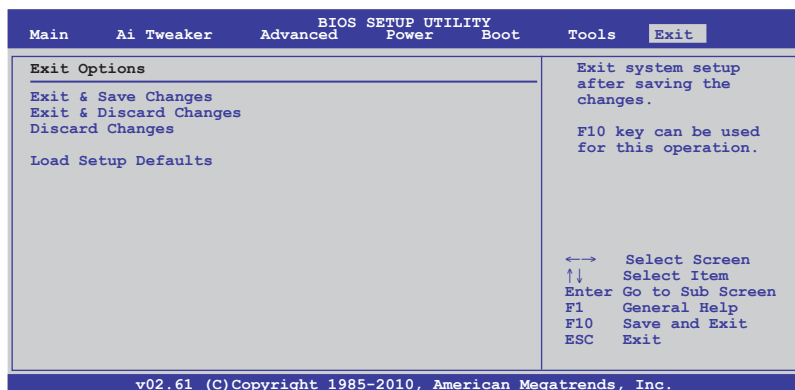 BIOS SETUP UTILITY
Main Ai Tweaker Advanced Power Boot Tools Exit
Exit Options
Exit & Save Changes
Exit & Discard Changes
Discard Changes
Load Setup Defaults
Exit system setup
after saving the
changes.
F10 key can be used
for this operation.
←→ Select Screen
↑↓ Select Item
Enter Go to Sub Screen
F1 General Help
F10 Save and Exit
ESC Exit
v02.61 (C)Copyright 1985-2010, American Megatrends, Inc.